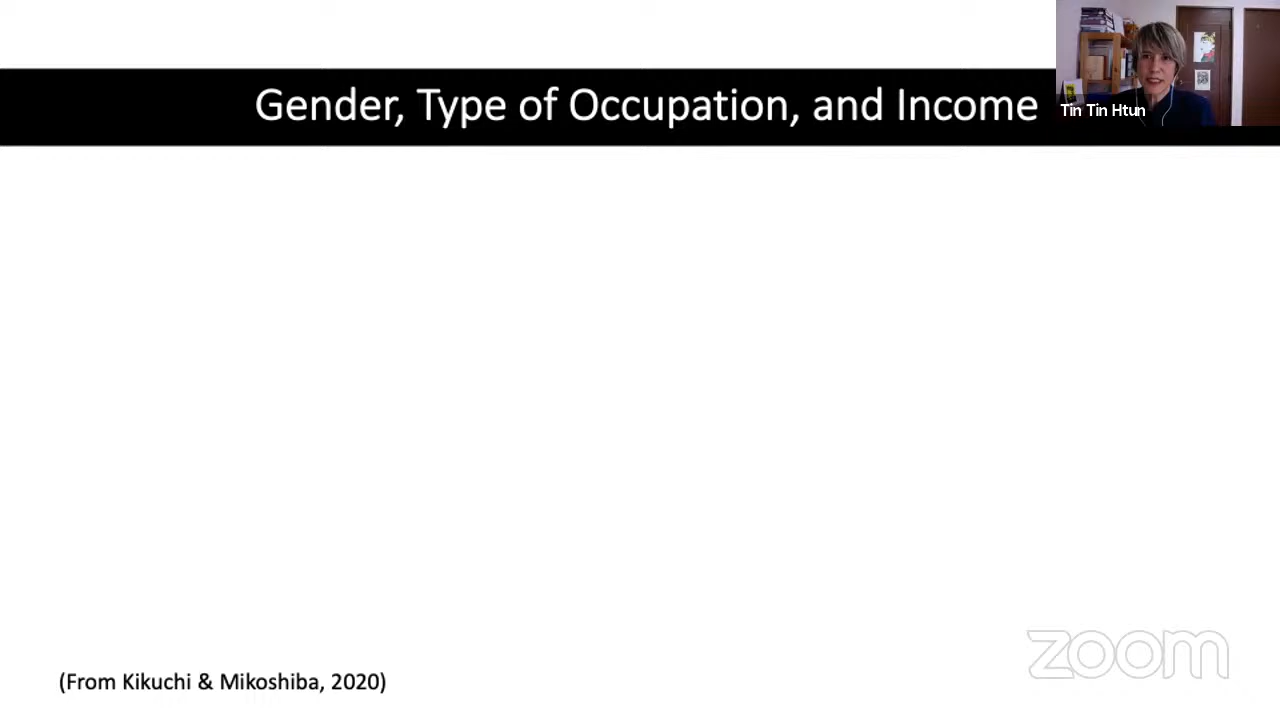 Gender, Type of Occupation, and Income
Tin Tin Htun
zoom
(From Kikuchi & Mikoshiba, 2020)